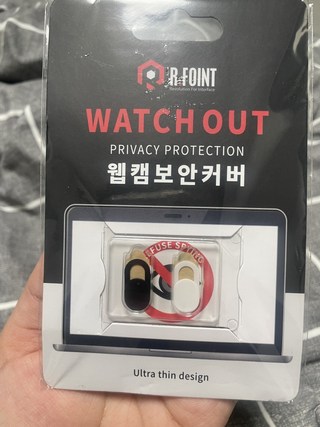 R.FOINT
WATCH OUT
PRIVACY PROTECTION
웹캠보안커버
Ultra thin design